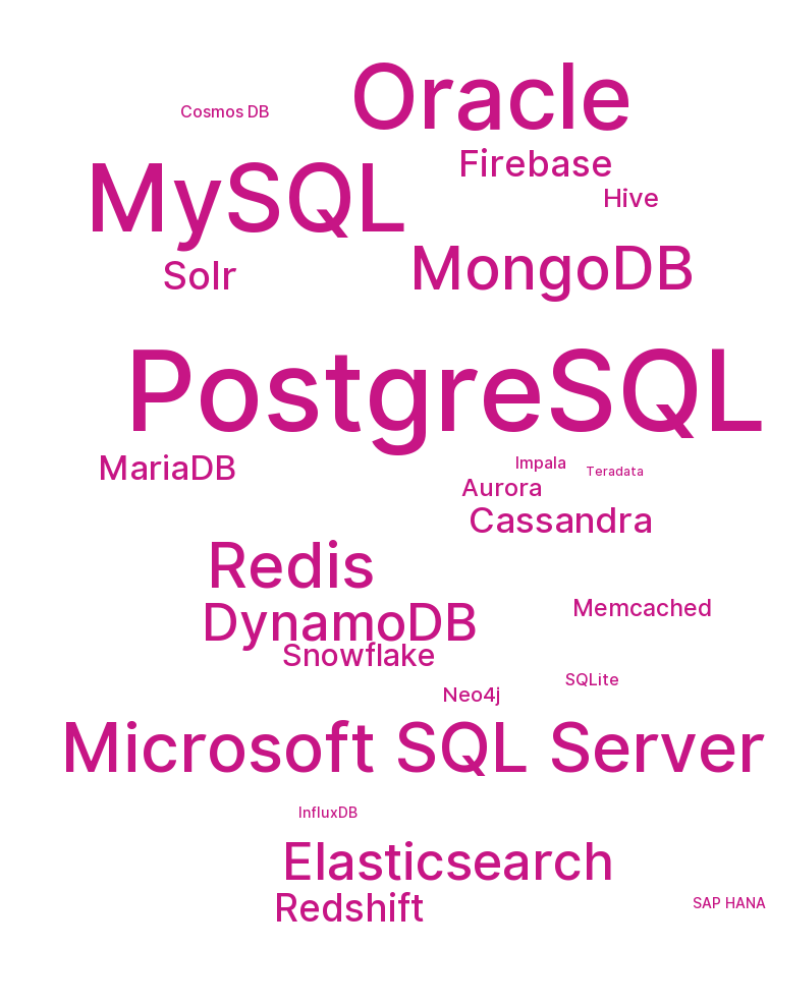 Oracle
Cosmos DB
Firebase
MySQL
Hive
MongoDB
Solr
PostgreSQL
MariaDB
Impala
Teradata
Aurora
Cassandra
Redis
Memcached
DynamoDB
Snowflake
SQLite
Neo4j
Microsoft SQL Server
InfluxDB
Elasticsearch
Redshift
SAP HANA